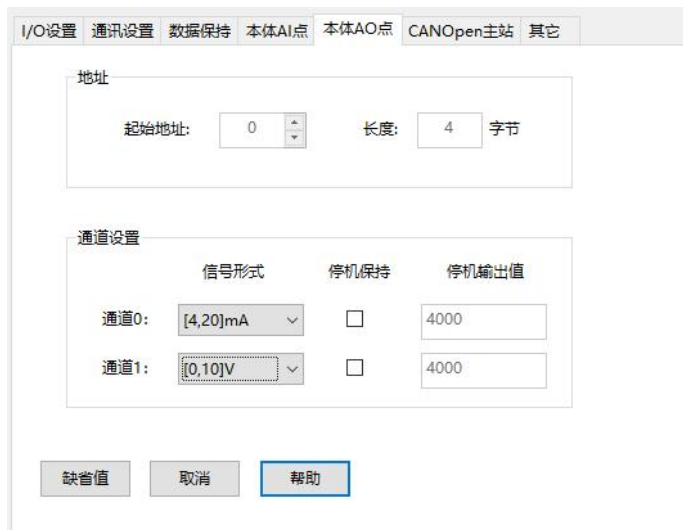 I/O设置 通讯设置 数据保持 本体AI点 本体AO点 CANOpen主站 其它
地址
起始地址: 0 长度: 4 字节
通道设置
信号形式 停机保持 停机输出值
通道0: [4,20]mA 4000
通道1: [0,10]V 4000
缺省值 取消 帮助